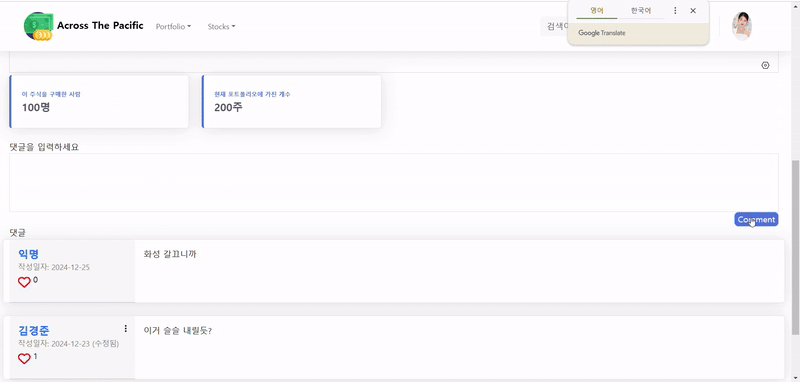 Across The Pacific
Portfolio
Stocks
영어
한국어
Google Translate
이 주식을 구매한 사람
100명
현재 포트폴리오에 가진 개수
200주
댓글을 입력하세요
Comment
댓글
익명
작성일자: 2024-12-25
0
화성 갈끄니까
김경준
작성일자: 2024-12-23 (수정됨)
1
이거 슬슬 내릴듯?